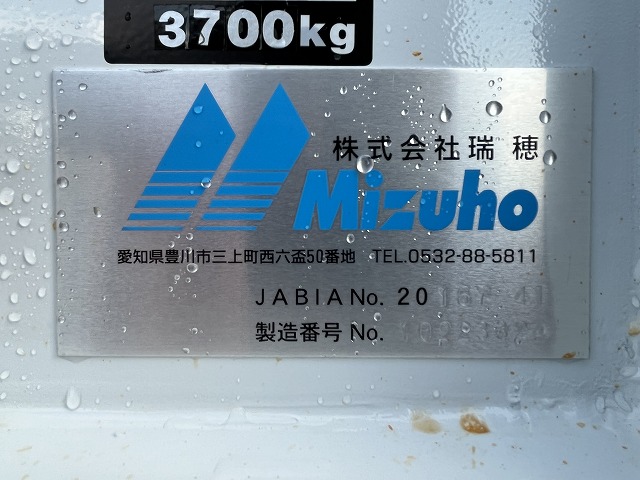 3700kg
株式会社瑞穂
Mizuho
愛知県豊川市三上町西六盃50番地 TEL.0532-88-5811
JABIA No. 20
製造番号 No.